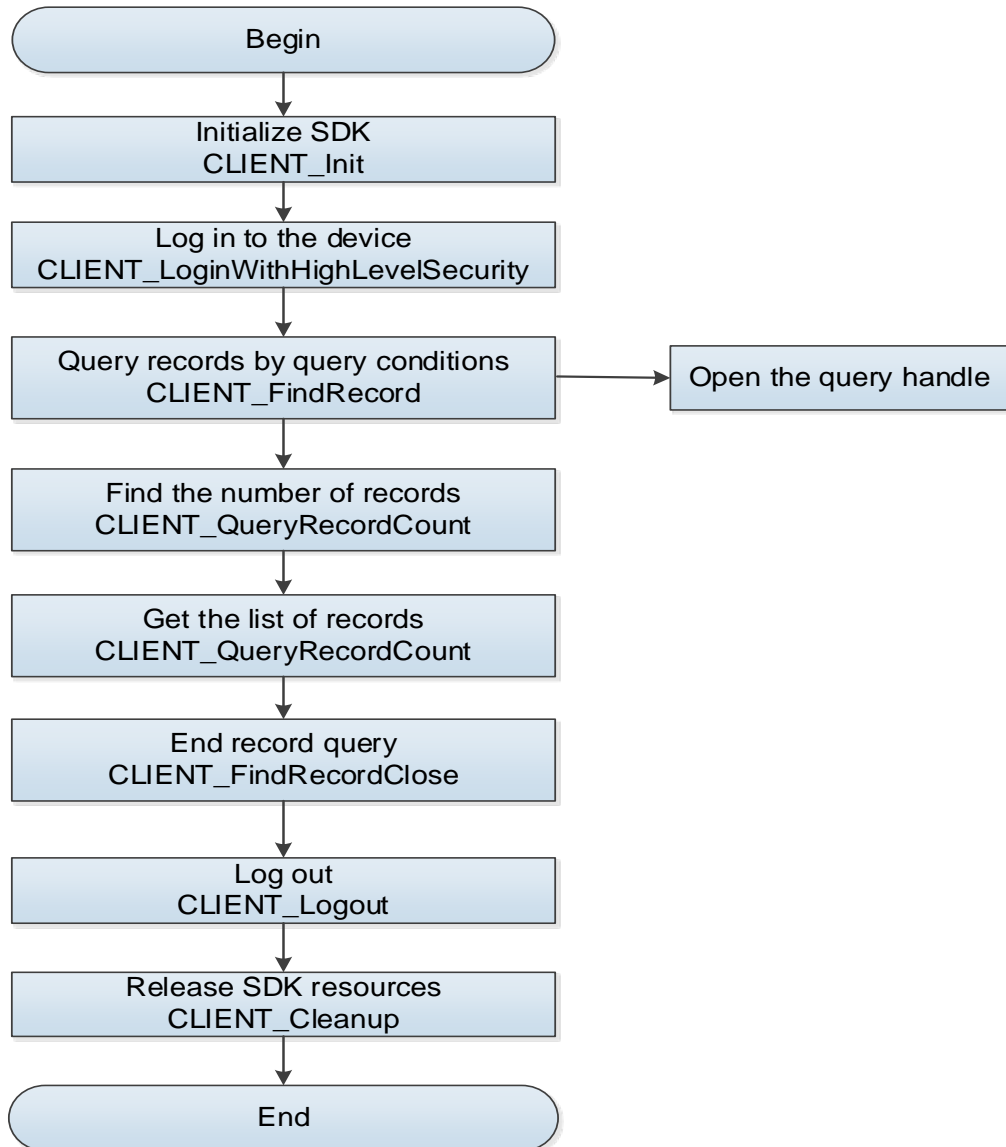 Begin
Initialize SDK
CLIENT_Init
Log in to the device
CLIENT_LoginWithHighLevelSecurity
Query records by query conditions
CLIENT_FindRecord
Open the query handle
Find the number of records
CLIENT_QueryRecordCount
Get the list of records
CLIENT_QueryRecordCount
End record query
CLIENT_FindRecordClose
Log out
CLIENT_Logout
Release SDK resources
CLIENT_Cleanup
End